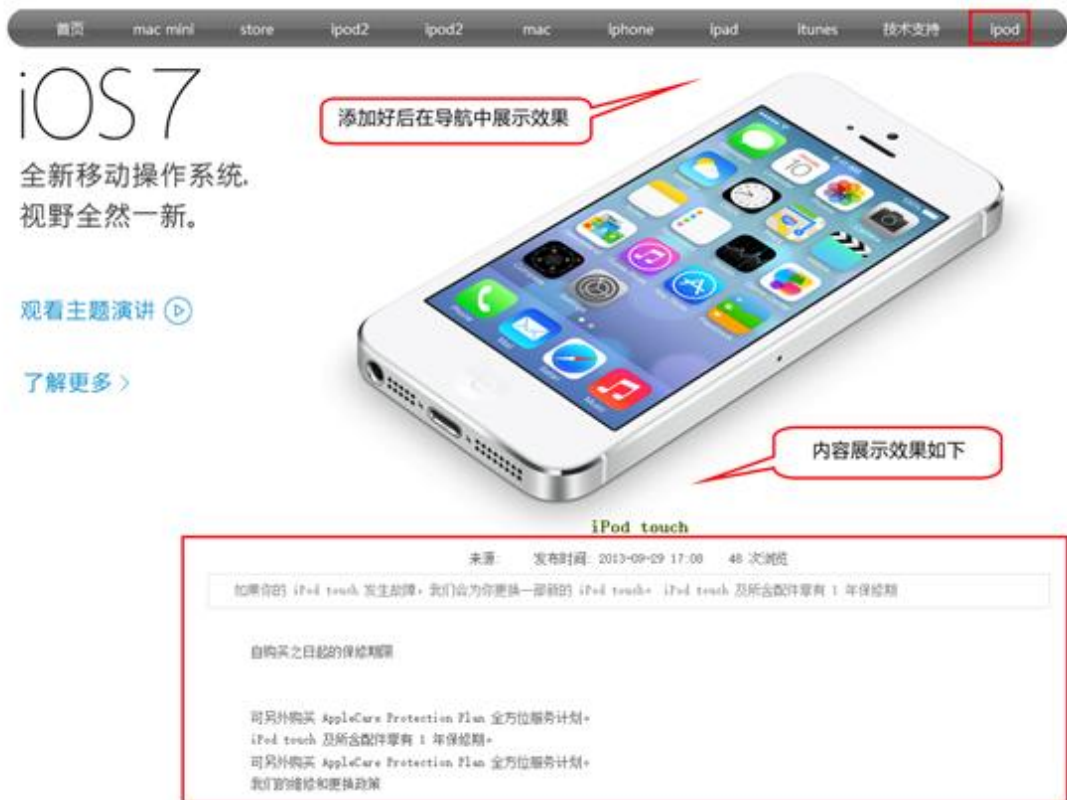 首页 mac mini store ipod2 ipod2 mac iphone ipad itunes 技术支持 ipod
iOS 7
添加好后在导航中展示效果
全新移动操作系统.
视野全然一新。
观看主题演讲
了解更多 >
内容展示效果如下
iPod touch
来源: 发布时间: 2013-09-29 17:08 48 次浏览
如果你的 iPod touch 发生故障，我们会为你更换一部新的 iPod touch。 iPod touch 及所含配件享有 1 年保修期
自购买之日起的保修期限
可另外购买 AppleCare Protection Plan 全方位服务计划。
iPod touch 及所含配件享有 1 年保修期。
可另外购买 AppleCare Protection Plan 全方位服务计划。
我们的维修和更换政策
Phone
Mail
Safari
Music